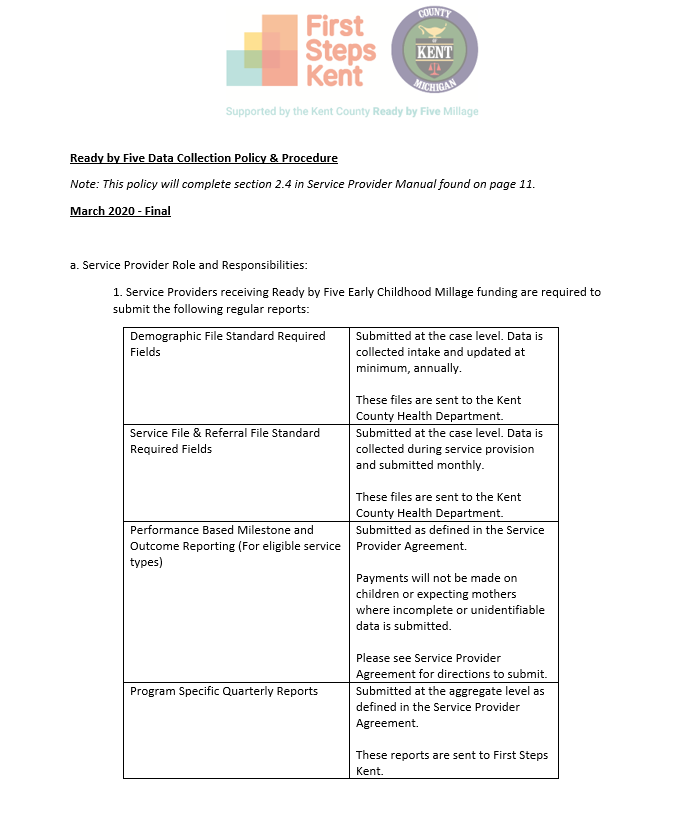 First
Steps
Kent
COUNTY
KENT
MICHIGAN
Supported by the Kent County Ready by Five Millage
Ready by Five Data Collection Policy & Procedure
Note: This policy will complete section 2.4 in Service Provider Manual found on page 11.
March 2020 - Final
a. Service Provider Role and Responsibilities:
1. Service Providers receiving Ready by Five Early Childhood Millage funding are required to
submit the following regular reports:
Demographic File Standard Required
Fields
Submitted at the case level. Data is
collected intake and updated at
minimum, annually.
These files are sent to the Kent
County Health Department.
Service File & Referral File Standard
Required Fields
Submitted at the case level. Data is
collected during service provision
and submitted monthly.
These files are sent to the Kent
County Health Department.
Performance Based Milestone and
Outcome Reporting (For eligible service
types)
Submitted as defined in the Service
Provider Agreement.
Payments will not be made on
children or expecting mothers
where incomplete or unidentifiable
data is submitted.
Please see Service Provider
Agreement for directions to submit.
Program Specific Quarterly Reports
Submitted at the aggregate level as
defined in the Service Provider
Agreement.
These reports are sent to First Steps
Kent.